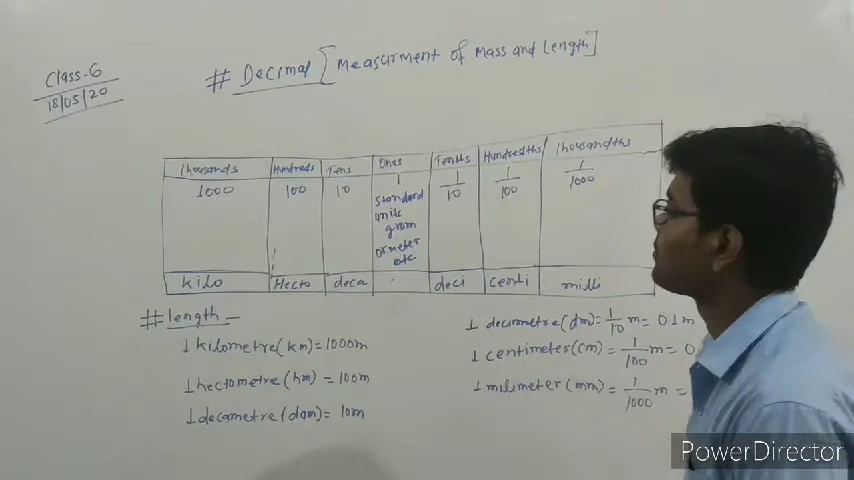 Class-6
18/05/20
# Decimal [Measurment of Mass and Length]
Thousands Hundreds Tens Ones Tenths Hundredths Thousandths
1000 100 10 1 1/10 1/100 1/1000
Standard
units
gram
or meter
etc
kilo Hecto deca deci centi milli
# length -
1 kilometre (km) = 1000m
1 hectometre (hm) = 100m
1 decametre (dam) = 10m
1 decimetre (dm) = 1/10 m = 0.1m
1 centimeter (cm) = 1/100 m = 0
1 milimeter (mm) = 1/1000 m =
PowerDirector